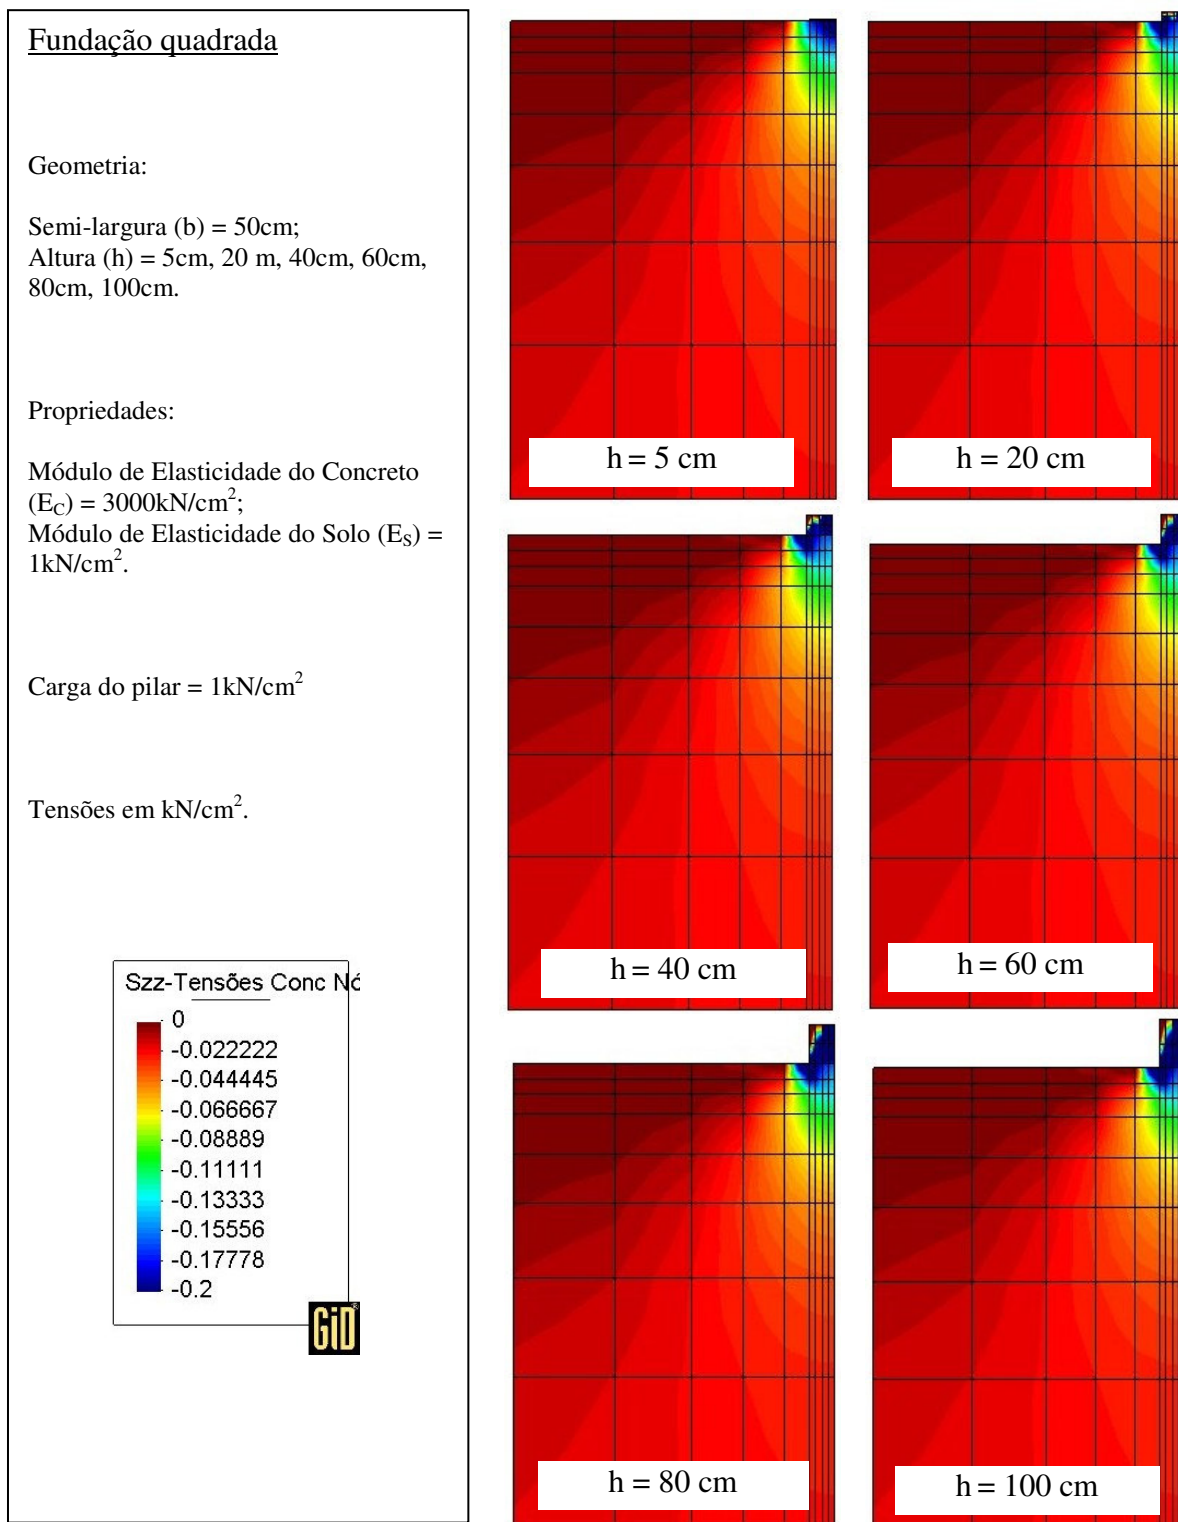 Fundação quadrada
Geometria:
Semi-largura (b) = 50cm;
Altura (h) = 5cm, 20 m, 40cm, 60cm,
80cm, 100cm.
Propriedades:
Módulo de Elasticidade do Concreto
(E_C) = 3000kN/cm²;
Módulo de Elasticidade do Solo (E_S) =
1kN/cm².
Carga do pilar = 1kN/cm²
Tensões em kN/cm².
Szz-Tensões Conc Nó
0
-0.022222
-0.044445
-0.066667
-0.08889
-0.11111
-0.13333
-0.15556
-0.17778
-0.2
GiD
h = 5 cm
h = 20 cm
h = 40 cm
h = 60 cm
h = 80 cm
h = 100 cm